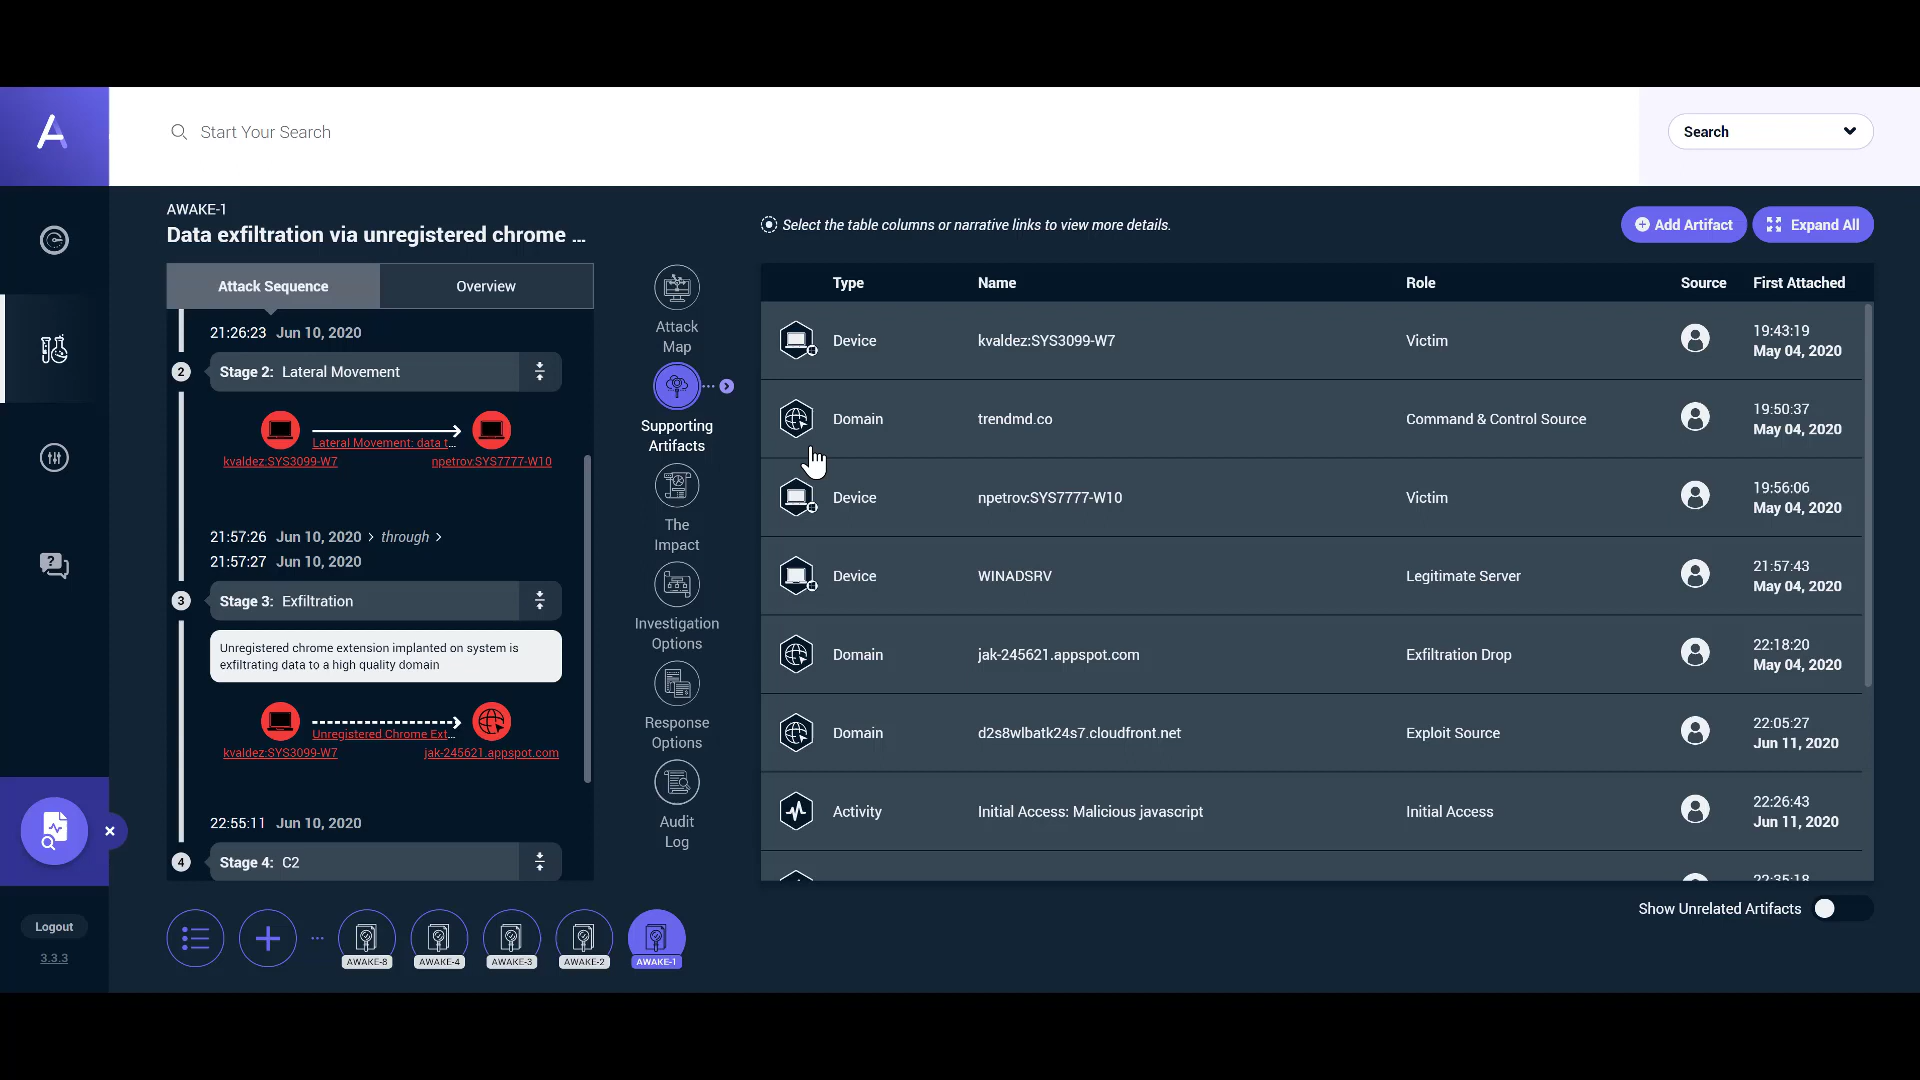 Start Your Search
Search
AWAKE-1
Data exfiltration via unregistered chrome ...
Select the table columns or narrative links to view more details.
Add Artifact
Expand All
Attack Sequence
Overview
21:26:23 Jun 10, 2020
2
Stage 2: Lateral Movement
Lateral Movement: data t...
kvaldez:SYS3099-W7
npetrov:SYS7777-W10
21:57:26 Jun 10, 2020 > through >
21:57:27 Jun 10, 2020
3
Stage 3: Exfiltration
Unregistered chrome extension implanted on system is
exfiltrating data to a high quality domain
Unregistered Chrome Ext...
kvaldez:SYS3099-W7
jak-245621.appspot.com
22:55:11 Jun 10, 2020
4
Stage 4: C2
Attack
Map
Supporting
Artifacts
The
Impact
Investigation
Options
Response
Options
Audit
Log
Type Name Role Source First Attached
Device kvaldez:SYS3099-W7 Victim 19:43:19
May 04, 2020
Domain trendmd.co Command & Control Source 19:50:37
May 04, 2020
Device npetrov:SYS7777-W10 Victim 19:56:06
May 04, 2020
Device WINADSRV Legitimate Server 21:57:43
May 04, 2020
Domain jak-245621.appspot.com Exfiltration Drop 22:18:20
May 04, 2020
Domain d2s8wlbatk24s7.cloudfront.net Exploit Source 22:05:27
Jun 11, 2020
Activity Initial Access: Malicious javascript Initial Access 22:26:43
Jun 11, 2020
22:35:18
Show Unrelated Artifacts
Logout
3.3.3
AWAKE-8
AWAKE-4
AWAKE-3
AWAKE-2
AWAKE-1